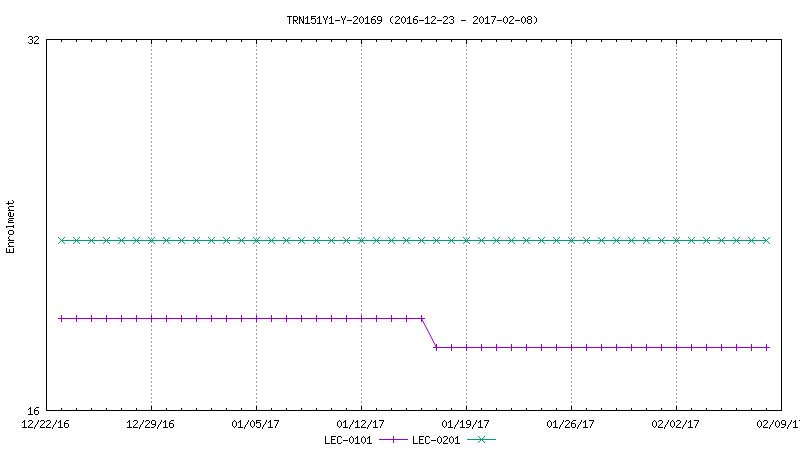 TRN151Y1-Y-20169 (2016-12-23 - 2017-02-08)
32
Enrolment
16
12/22/16 12/29/16 01/05/17 01/12/17 01/19/17 01/26/17 02/02/17 02/09/1
LEC-0101 LEC-0201